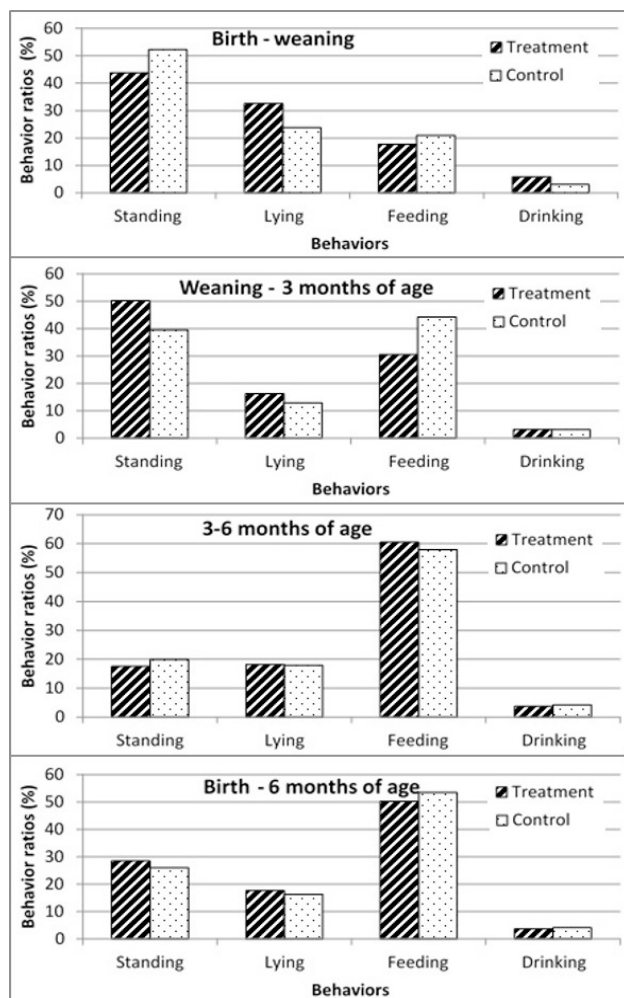 Birth - weaning
Treatment
Control
Behavior ratios (%)
60
50
40
30
20
10
0
Standing Lying Feeding Drinking
Behaviors
Weaning - 3 months of age
Treatment
Control
Behavior ratios (%)
60
50
40
30
20
10
0
Standing Lying Feeding Drinking
Behaviors
3-6 months of age
Treatment
Control
Behavior ratios (%)
70
60
50
40
30
20
10
0
Standing Lying Feeding Drinking
Behaviors
Birth - 6 months of age
Treatment
Control
Behavior ratios (%)
60
50
40
30
20
10
0
Standing Lying Feeding Drinking
Behaviors